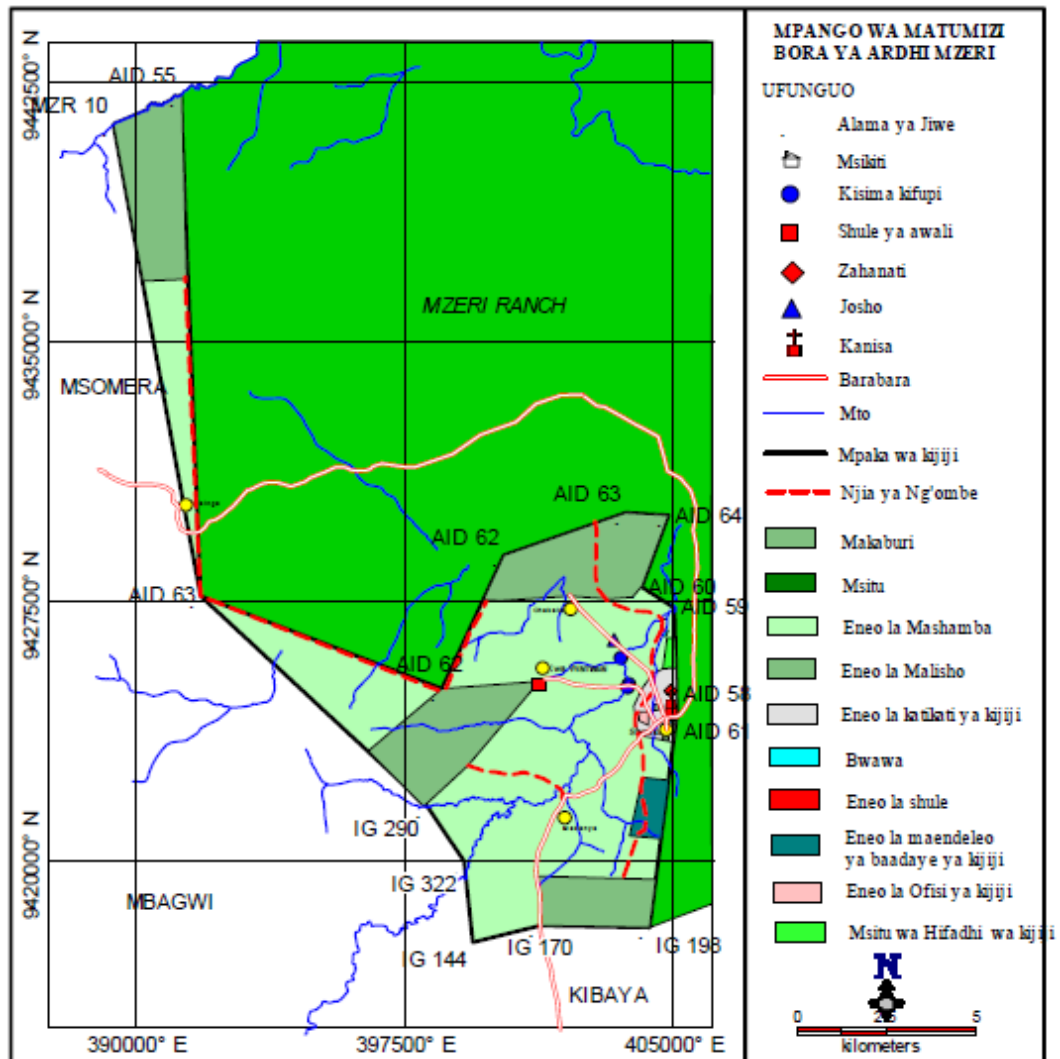 MPANGO WA MATUMIZI
BORA YA ARDHI MZERI
UFUNGUO
Alama ya Jiwe
Msikiti
Kisima kifupi
Shule ya awali
Zahanati
Josho
Kanisa
Barabara
Mto
Mpaka wa kijiji
Njia ya Ng'ombe
Makaburi
Msitu
Eneo la Mashamba
Eneo la Malisho
Eneo la katikati ya kijiji
Bwawa
Eneo la shule
Eneo la maendeleo
ya baadaye ya kijiji
Eneo la Ofisi ya kijiji
Msitu wa Hifadhi wa kijiji
N
0 2.5 5
kilometers
AID 55
MZR 10
MZERI RANCH
MSOMERA
AID 63
AID 64
AID 62
AID 60
AID 63
AID 59
AID 62
AID 58
AID 61
IG 290
IG 322
MBAGWI
IG 170
IG 198
IG 144
KIBAYA
9442500° N
9435000° N
9427500° N
9420000° N
390000° E
397500° E
405000° E